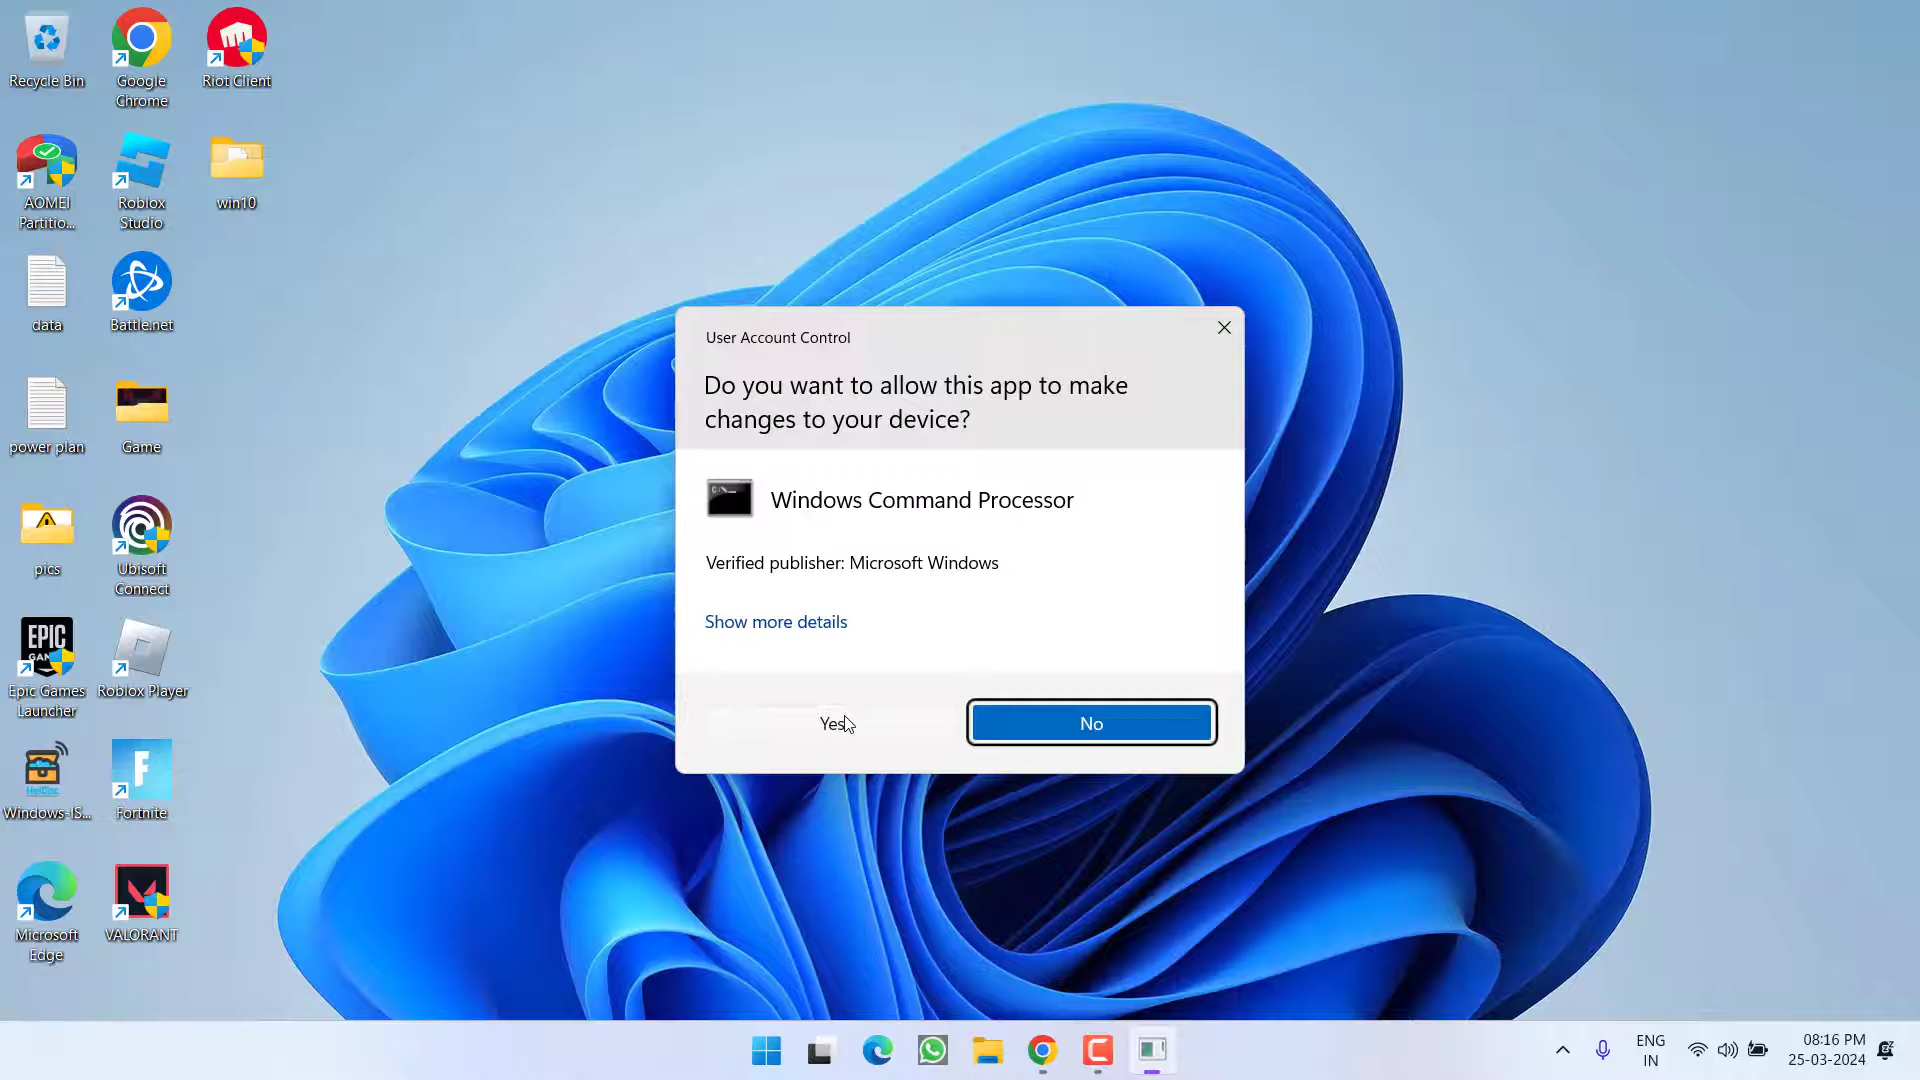 Recycle Bin
Google
Chrome
Riot Client
AOMEI
Partitio...
Roblox
Studio
win10
data
Battle.net
power plan
Game
pics
Ubisoft
Connect
EPIC
Epic Games
Launcher
Roblox Player
Windows-IS...
Fortnite
Microsoft
Edge
VALORANT
User Account Control
Do you want to allow this app to make
changes to your device?
Windows Command Processor
Verified publisher: Microsoft Windows
Show more details
Yes
No
ENG
IN
08:16 PM
25-03-2024